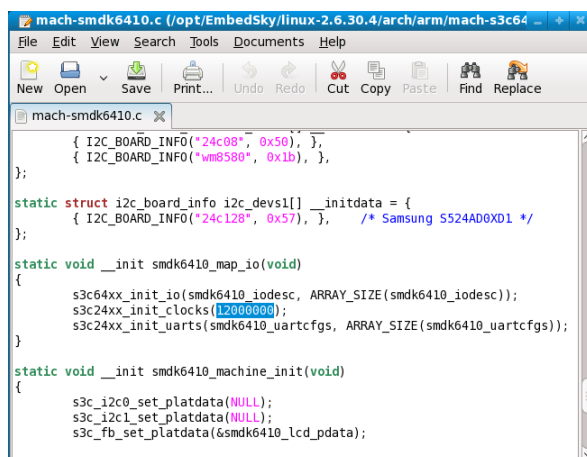 mach-smdk6410.c (/opt/EmbedSky/linux-2.6.30.4/arch/arm/mach-s3c64
File Edit View Search Tools Documents Help
New Open Save Print... Undo Redo Cut Copy Paste Find Replace
mach-smdk6410.c
{ I2C_BOARD_INFO("24c08", 0x50), },
{ I2C_BOARD_INFO("wm8580", 0x1b), },
};
static struct i2c_board_info i2c_devs1[] __initdata = {
{ I2C_BOARD_INFO("24c128", 0x57), }, /* Samsung S524AD0XD1 */
};
static void __init smdk6410_map_io(void)
{
s3c64xx_init_io(smdk6410_iodesc, ARRAY_SIZE(smdk6410_iodesc));
s3c24xx_init_clocks(12000000);
s3c24xx_init_uarts(smdk6410_uartcfgs, ARRAY_SIZE(smdk6410_uartcfgs));
}
static void __init smdk6410_machine_init(void)
{
s3c_i2c0_set_platdata(NULL);
s3c_i2c1_set_platdata(NULL);
s3c_fb_set_platdata(&smdk6410_lcd_pdata);